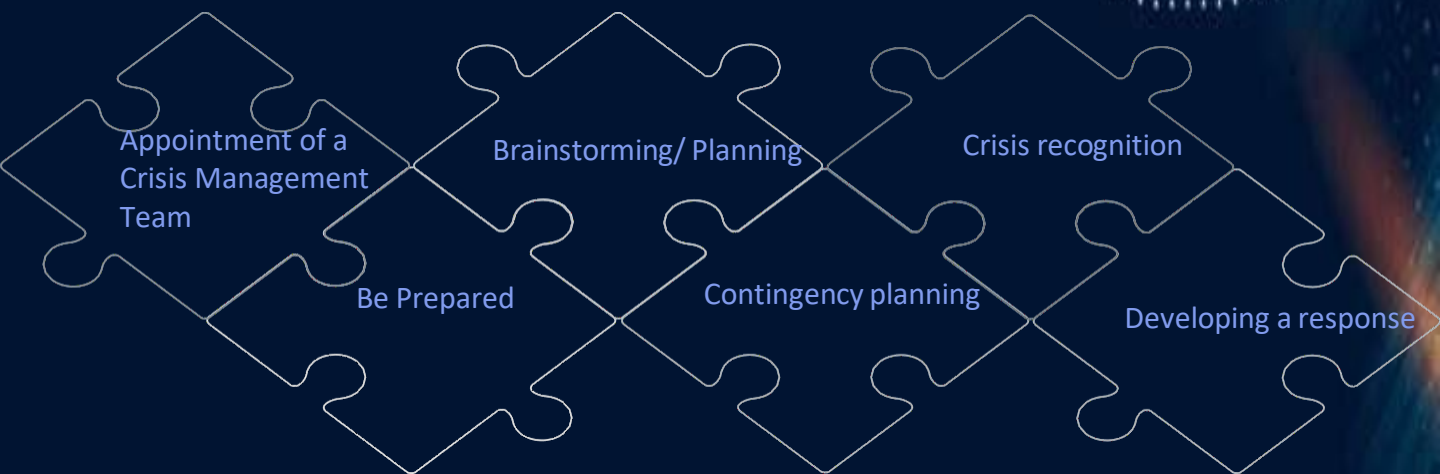 Appointment of a
Crisis Management
Team
Brainstorming/ Planning
Crisis recognition
Be Prepared
Contingency planning
Developing a response